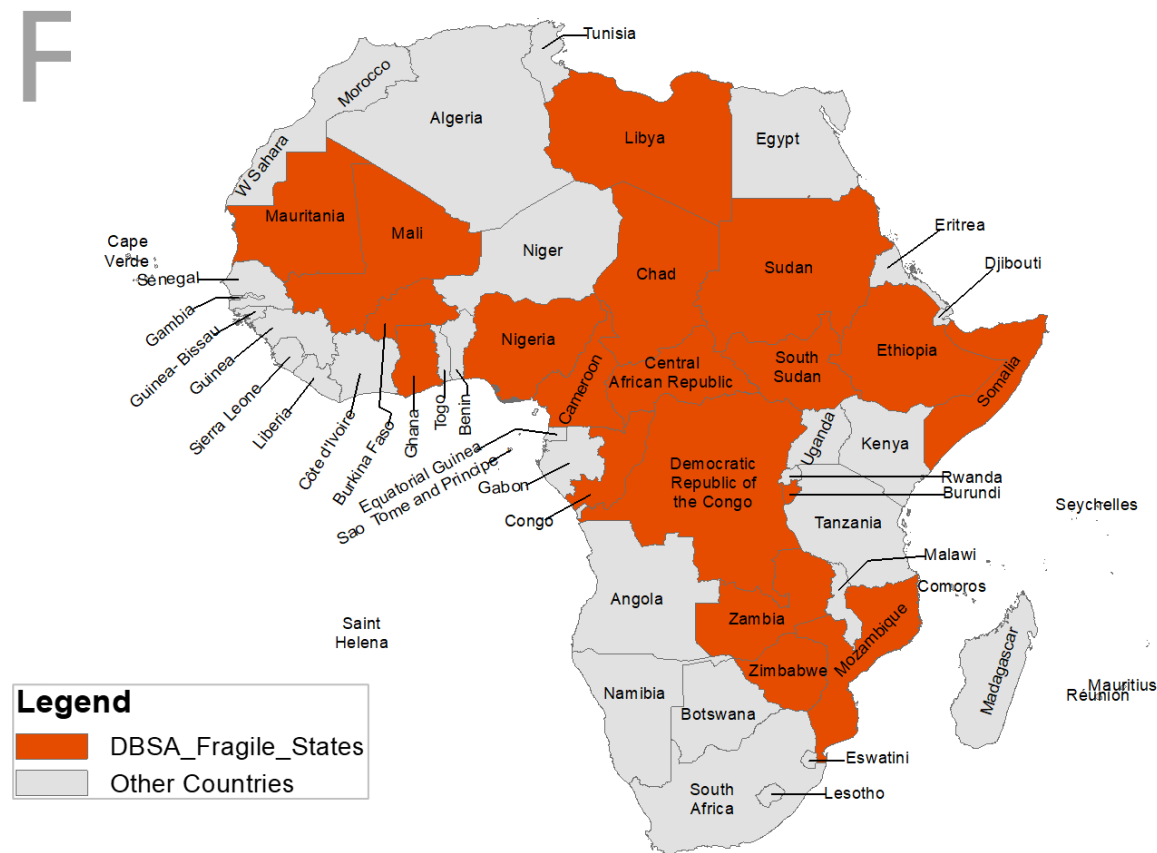 F
Tunisia
Morocco
Algeria
Libya
Egypt
W Sahara
Mauritania
Mali
Niger
Chad
Sudan
Eritrea
Djibouti
Cape
Verde
Sénegal
Gambia
Guinea- Bissau
Guinea
Sierra Leone
Liberia
Côte d'Ivoire
Burkina Faso
Ghana
Togo
Benin
Nigeria
Cameroon
Central
African Republic
South
Sudan
Ethiopia
Somalia
Equatorial Guinea
Sao Tome and Principe
Gabon
Congo
Democratic
Republic of
the Congo
Uganda
Kenya
Rwanda
Burundi
Tanzania
Seychelles
Malawi
Comoros
Angola
Zambia
Mozambique
Zimbabwe
Madagascar
Mauritius
Réunion
Saint
Helena
Namibia
Botswana
Eswatini
South
Africa
Lesotho
Legend
DBSA_Fragile_States
Other Countries